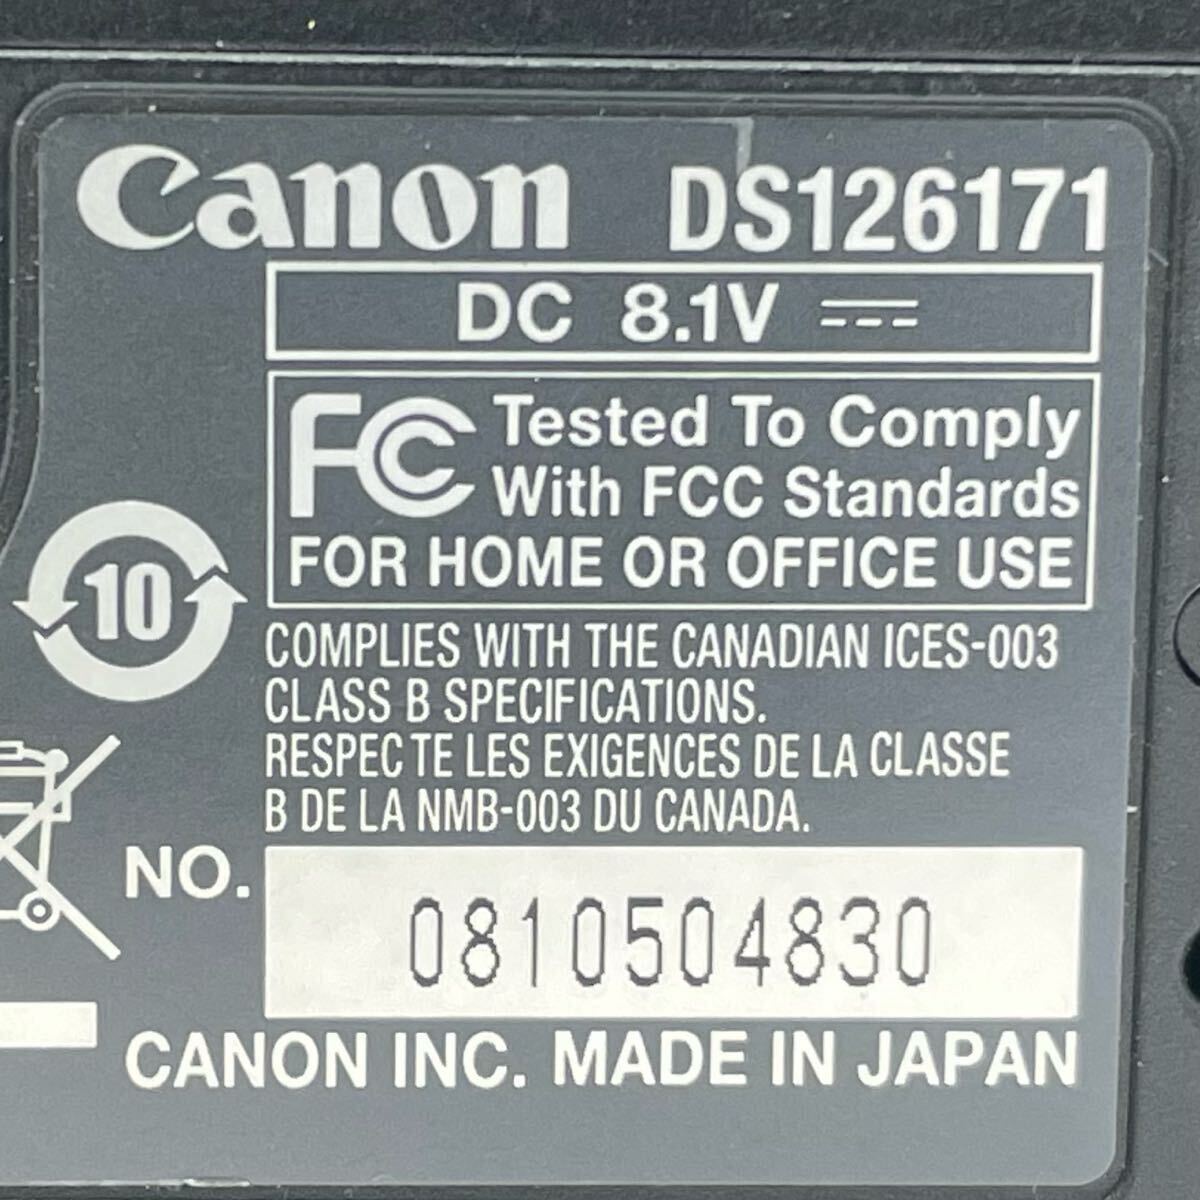 Canon DS126171
DC 8.1V
FC Tested To Comply
With FCC Standards
FOR HOME OR OFFICE USE
10
COMPLIES WITH THE CANADIAN ICES-003
CLASS B SPECIFICATIONS.
RESPECTE LES EXIGENCES DE LA CLASSE
B DE LA NMB-003 DU CANADA.
NO. 0810504830
CANON INC. MADE IN JAPAN